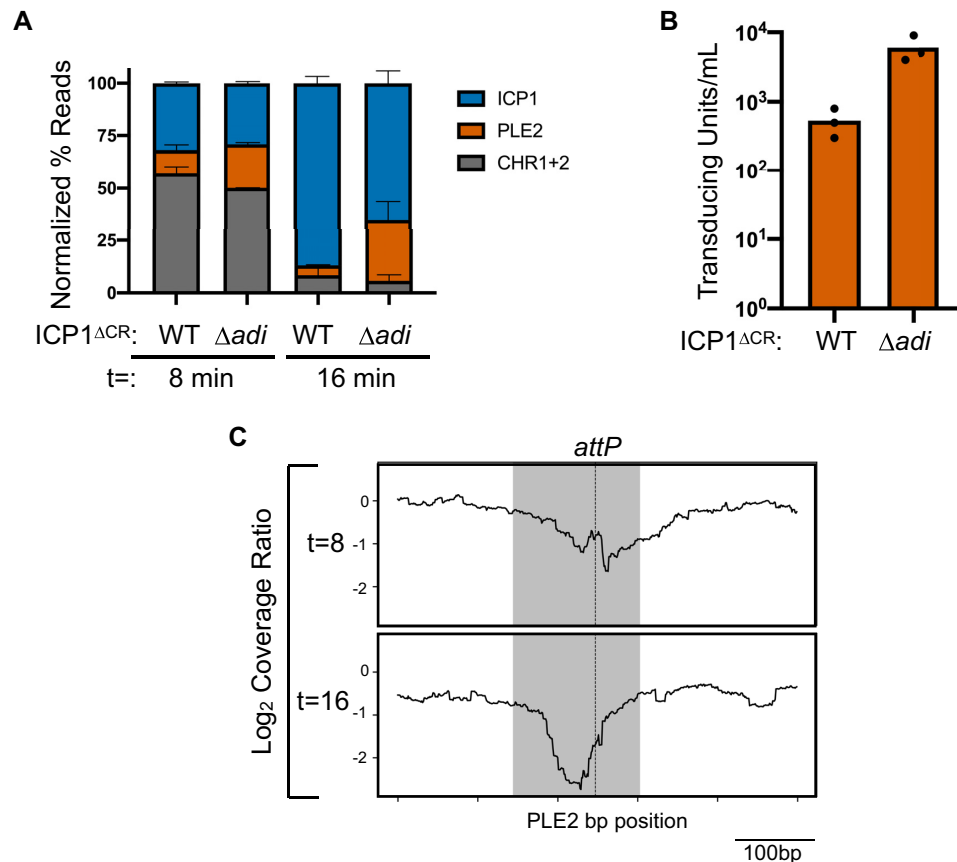 A
Normalized % Reads
100
75
50
25
0
ICP1
PLE2
CHR1+2
ICP1ΔCR: WT Δadi WT Δadi
t=: 8 min 16 min
B
Transducing Units/mL
10⁴
10³
10²
10¹
10⁰
ICP1ΔCR: WT Δadi
C
attP
Log₂ Coverage Ratio
t=8
0
-1
-2
t=16
0
-1
-2
PLE2 bp position
100bp